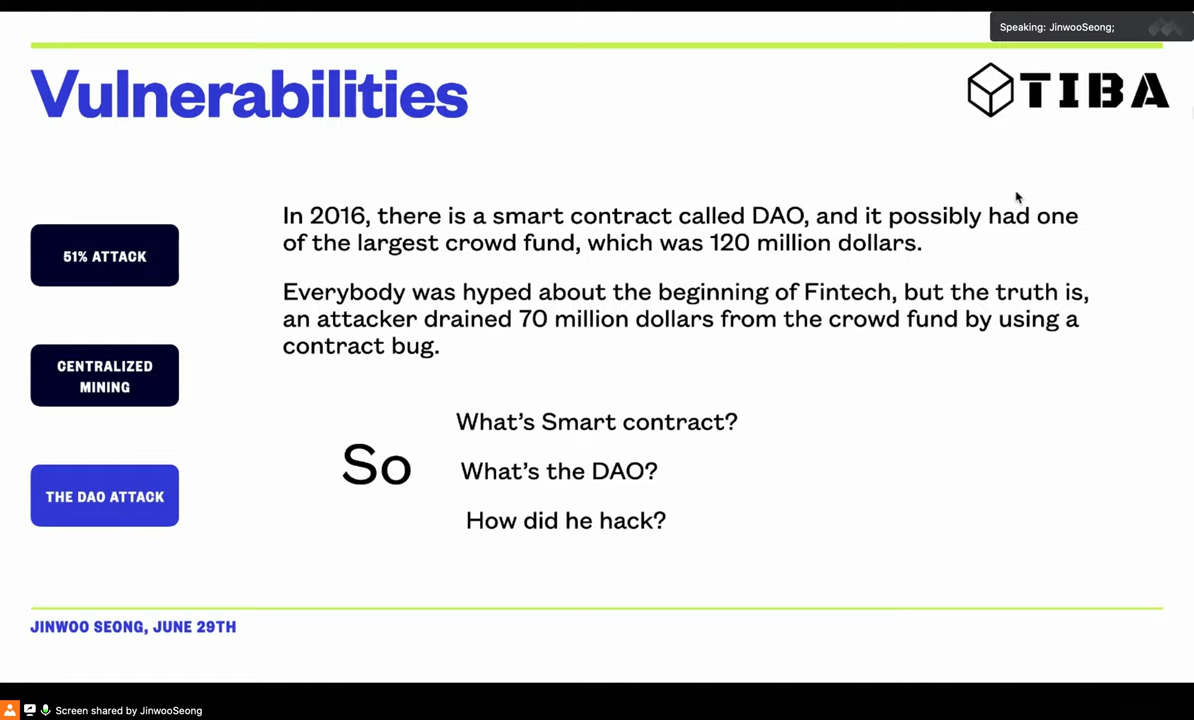 Speaking: JinwooSeong;
Vulnerabilities
TIBA
51% ATTACK
CENTRALIZED
MINING
THE DAO ATTACK
In 2016, there is a smart contract called DAO, and it possibly had one
of the largest crowd fund, which was 120 million dollars.
Everybody was hyped about the beginning of Fintech, but the truth is,
an attacker drained 70 million dollars from the crowd fund by using a
contract bug.
So
What's Smart contract?
What's the DAO?
How did he hack?
JINWOO SEONG, JUNE 29TH
Screen shared by JinwooSeong